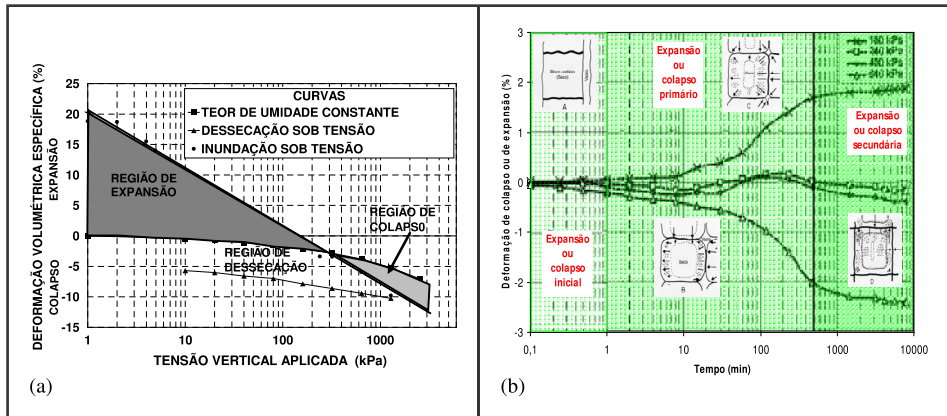 CURVAS
TEOR DE UMIDADE CONSTANTE
DESSECAÇÃO SOB TENSÃO
INUNDAÇÃO SOB TENSÃO
REGIÃO DE
EXPANSÃO
REGIÃO DE
COLAPS0
REGIÃO DE
DESSECAÇÃO
DEFORMAÇÃO VOLUMÉTRICA ESPECÍFICA (%)
COLAPSO EXPANSÃO
25
20
15
10
5
0
-5
-10
-15
1 10 100 1000
TENSÃO VERTICAL APLICADA (kPa)
(a)
Deformação de colapso ou de expansão (%)
3
2
1
0
-1
-2
-3
A
Expansão
ou
colapso
primário
C
Expansão
ou colapso
secundária
Expansão
ou
colapso
inicial
Seco
B
D
0,1 1 10 100 1000 10000
Tempo (min)
(b)